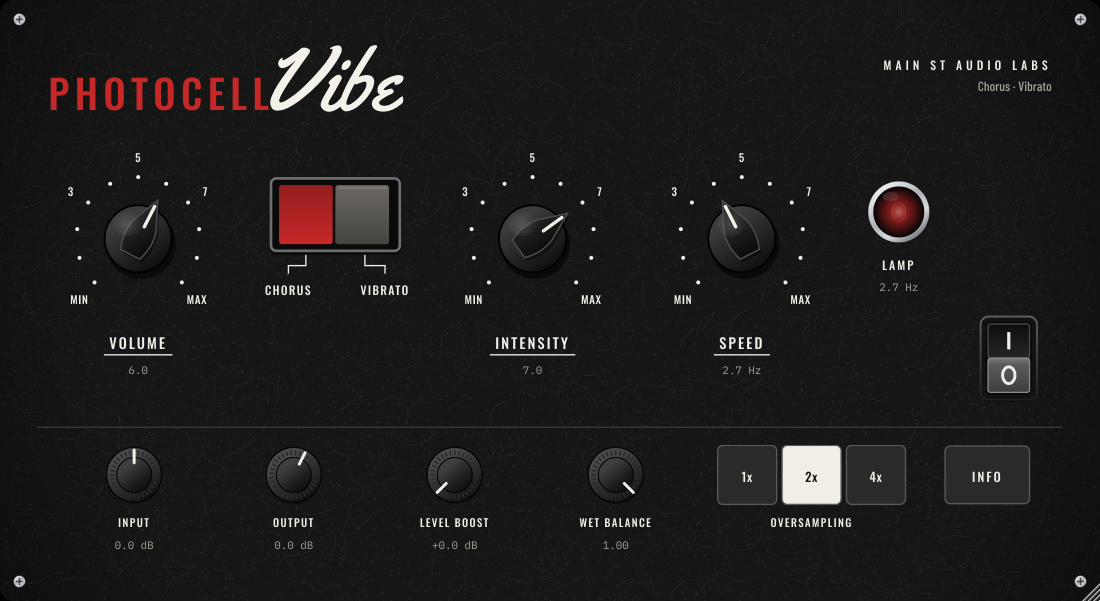 PHOTOCELL Vibe
MAIN ST AUDIO LABS
Chorus · Vibrato
5
3
7
MIN
MAX
VOLUME
6.0
CHORUS
VIBRATO
5
3
7
MIN
MAX
INTENSITY
7.0
5
3
7
MIN
MAX
SPEED
2.7 Hz
LAMP
2.7 Hz
I
O
INPUT
0.0 dB
OUTPUT
0.0 dB
LEVEL BOOST
+0.0 dB
WET BALANCE
1.00
1x
2x
4x
OVERSAMPLING
INFO